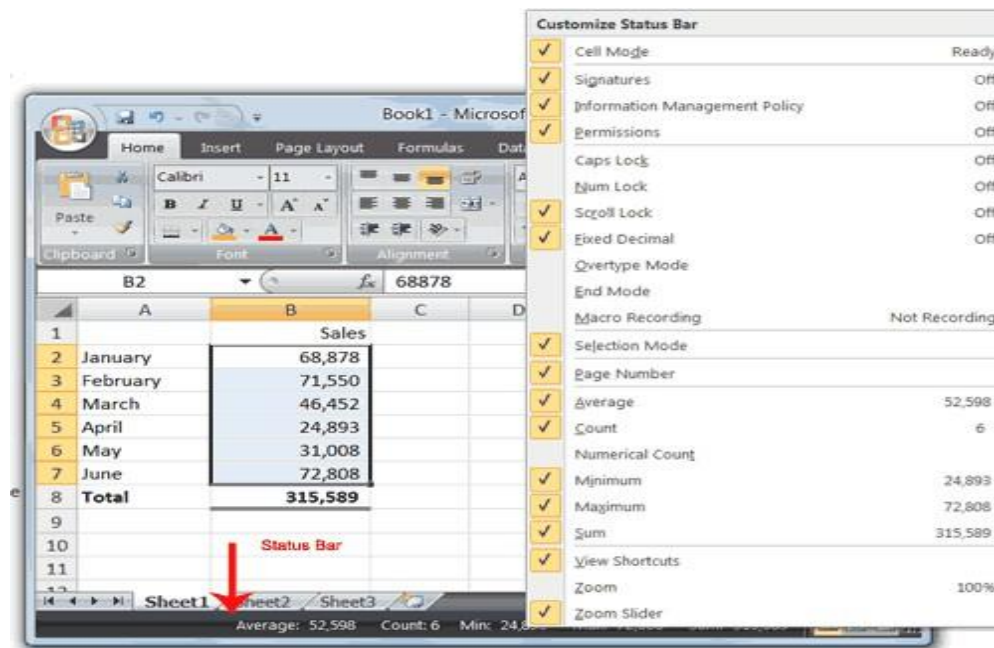 Customize Status Bar
Cell Mode Ready
Signatures Off
Information Management Policy Off
Permissions Off
Caps Lock Off
Num Lock Off
Scroll Lock Off
Fixed Decimal Off
Overtype Mode
End Mode
Macro Recording Not Recording
Selection Mode
Page Number
Average 52,598
Count 6
Numerical Count
Minimum 24,893
Maximum 72,808
Sum 315,589
View Shortcuts
Zoom 100%
Zoom Slider
Book1 - Microsof
Home Insert Page Layout Formulas Dat
Calibri 11
Paste B I U A A
Clipboard Font Alignment
B2 fx 68878
A B C D
1 Sales
2 January 68,878
3 February 71,550
4 March 46,452
5 April 24,893
6 May 31,008
7 June 72,808
e
8 Total 315,589
9
10 Status Bar
11
Sheet1 Sheet2 Sheet3
Average: 52,598 Count: 6 Min: